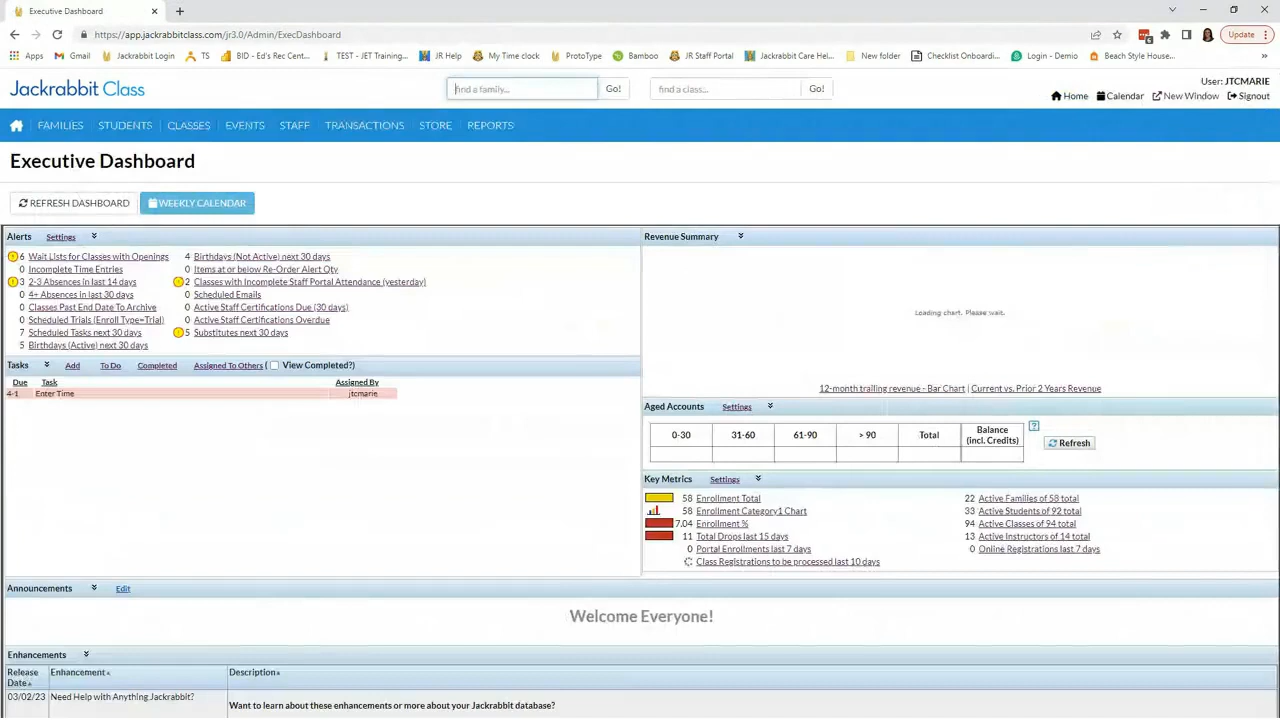 Executive Dashboard
https://app.jackrabbitclass.com/jr3.0/Admin/ExecDashboard
Update
Apps Gmail Jackrabbit Login TS BID - Ed's Rec Cent... TEST - JET Training... JR Help My Time clock ProtoType Bamboo JR Staff Portal Jackrabbit Care Hel... New folder Checklist Onboardi... Login - Demo Beach Style House... »
Jackrabbit Class
find a family... Go! find a class... Go!
User: JTCMARIE
Home Calendar New Window Signout
FAMILIES STUDENTS CLASSES EVENTS STAFF TRANSACTIONS STORE REPORTS
Executive Dashboard
REFRESH DASHBOARD WEEKLY CALENDAR
Alerts Settings
6 Wait Lists for Classes with Openings
0 Incomplete Time Entries
3 2-3 Absences in last 14 days
0 4+ Absences in last 30 days
0 Classes Past End Date To Archive
0 Scheduled Trials (Enroll Type=Trial)
7 Scheduled Tasks next 30 days
5 Birthdays (Active) next 30 days
4 Birthdays (Not Active) next 30 days
0 Items at or below Re-Order Alert Qty
2 Classes with Incomplete Staff Portal Attendance (yesterday)
0 Scheduled Emails
0 Active Staff Certifications Due (30 days)
0 Active Staff Certifications Overdue
5 Substitutes next 30 days
Tasks Add To Do Completed Assigned To Others ( View Completed?)
Due Task Assigned By
4-1 Enter Time jtcmarie
Revenue Summary
Loading chart. Please wait.
12-month trailing revenue - Bar Chart | Current vs. Prior 2 Years Revenue
Aged Accounts Settings
0-30 31-60 61-90 > 90 Total Balance (incl. Credits) ? Refresh
Key Metrics Settings
58 Enrollment Total
58 Enrollment Category1 Chart
7.04 Enrollment %
11 Total Drops last 15 days
0 Portal Enrollments last 7 days
Class Registrations to be processed last 10 days
22 Active Families of 58 total
33 Active Students of 92 total
94 Active Classes of 94 total
13 Active Instructors of 14 total
0 Online Registrations last 7 days
Announcements Edit
Welcome Everyone!
Enhancements
Release Date Enhancement Description
03/02/23 Need Help with Anything Jackrabbit?
Want to learn about these enhancements or more about your Jackrabbit database?